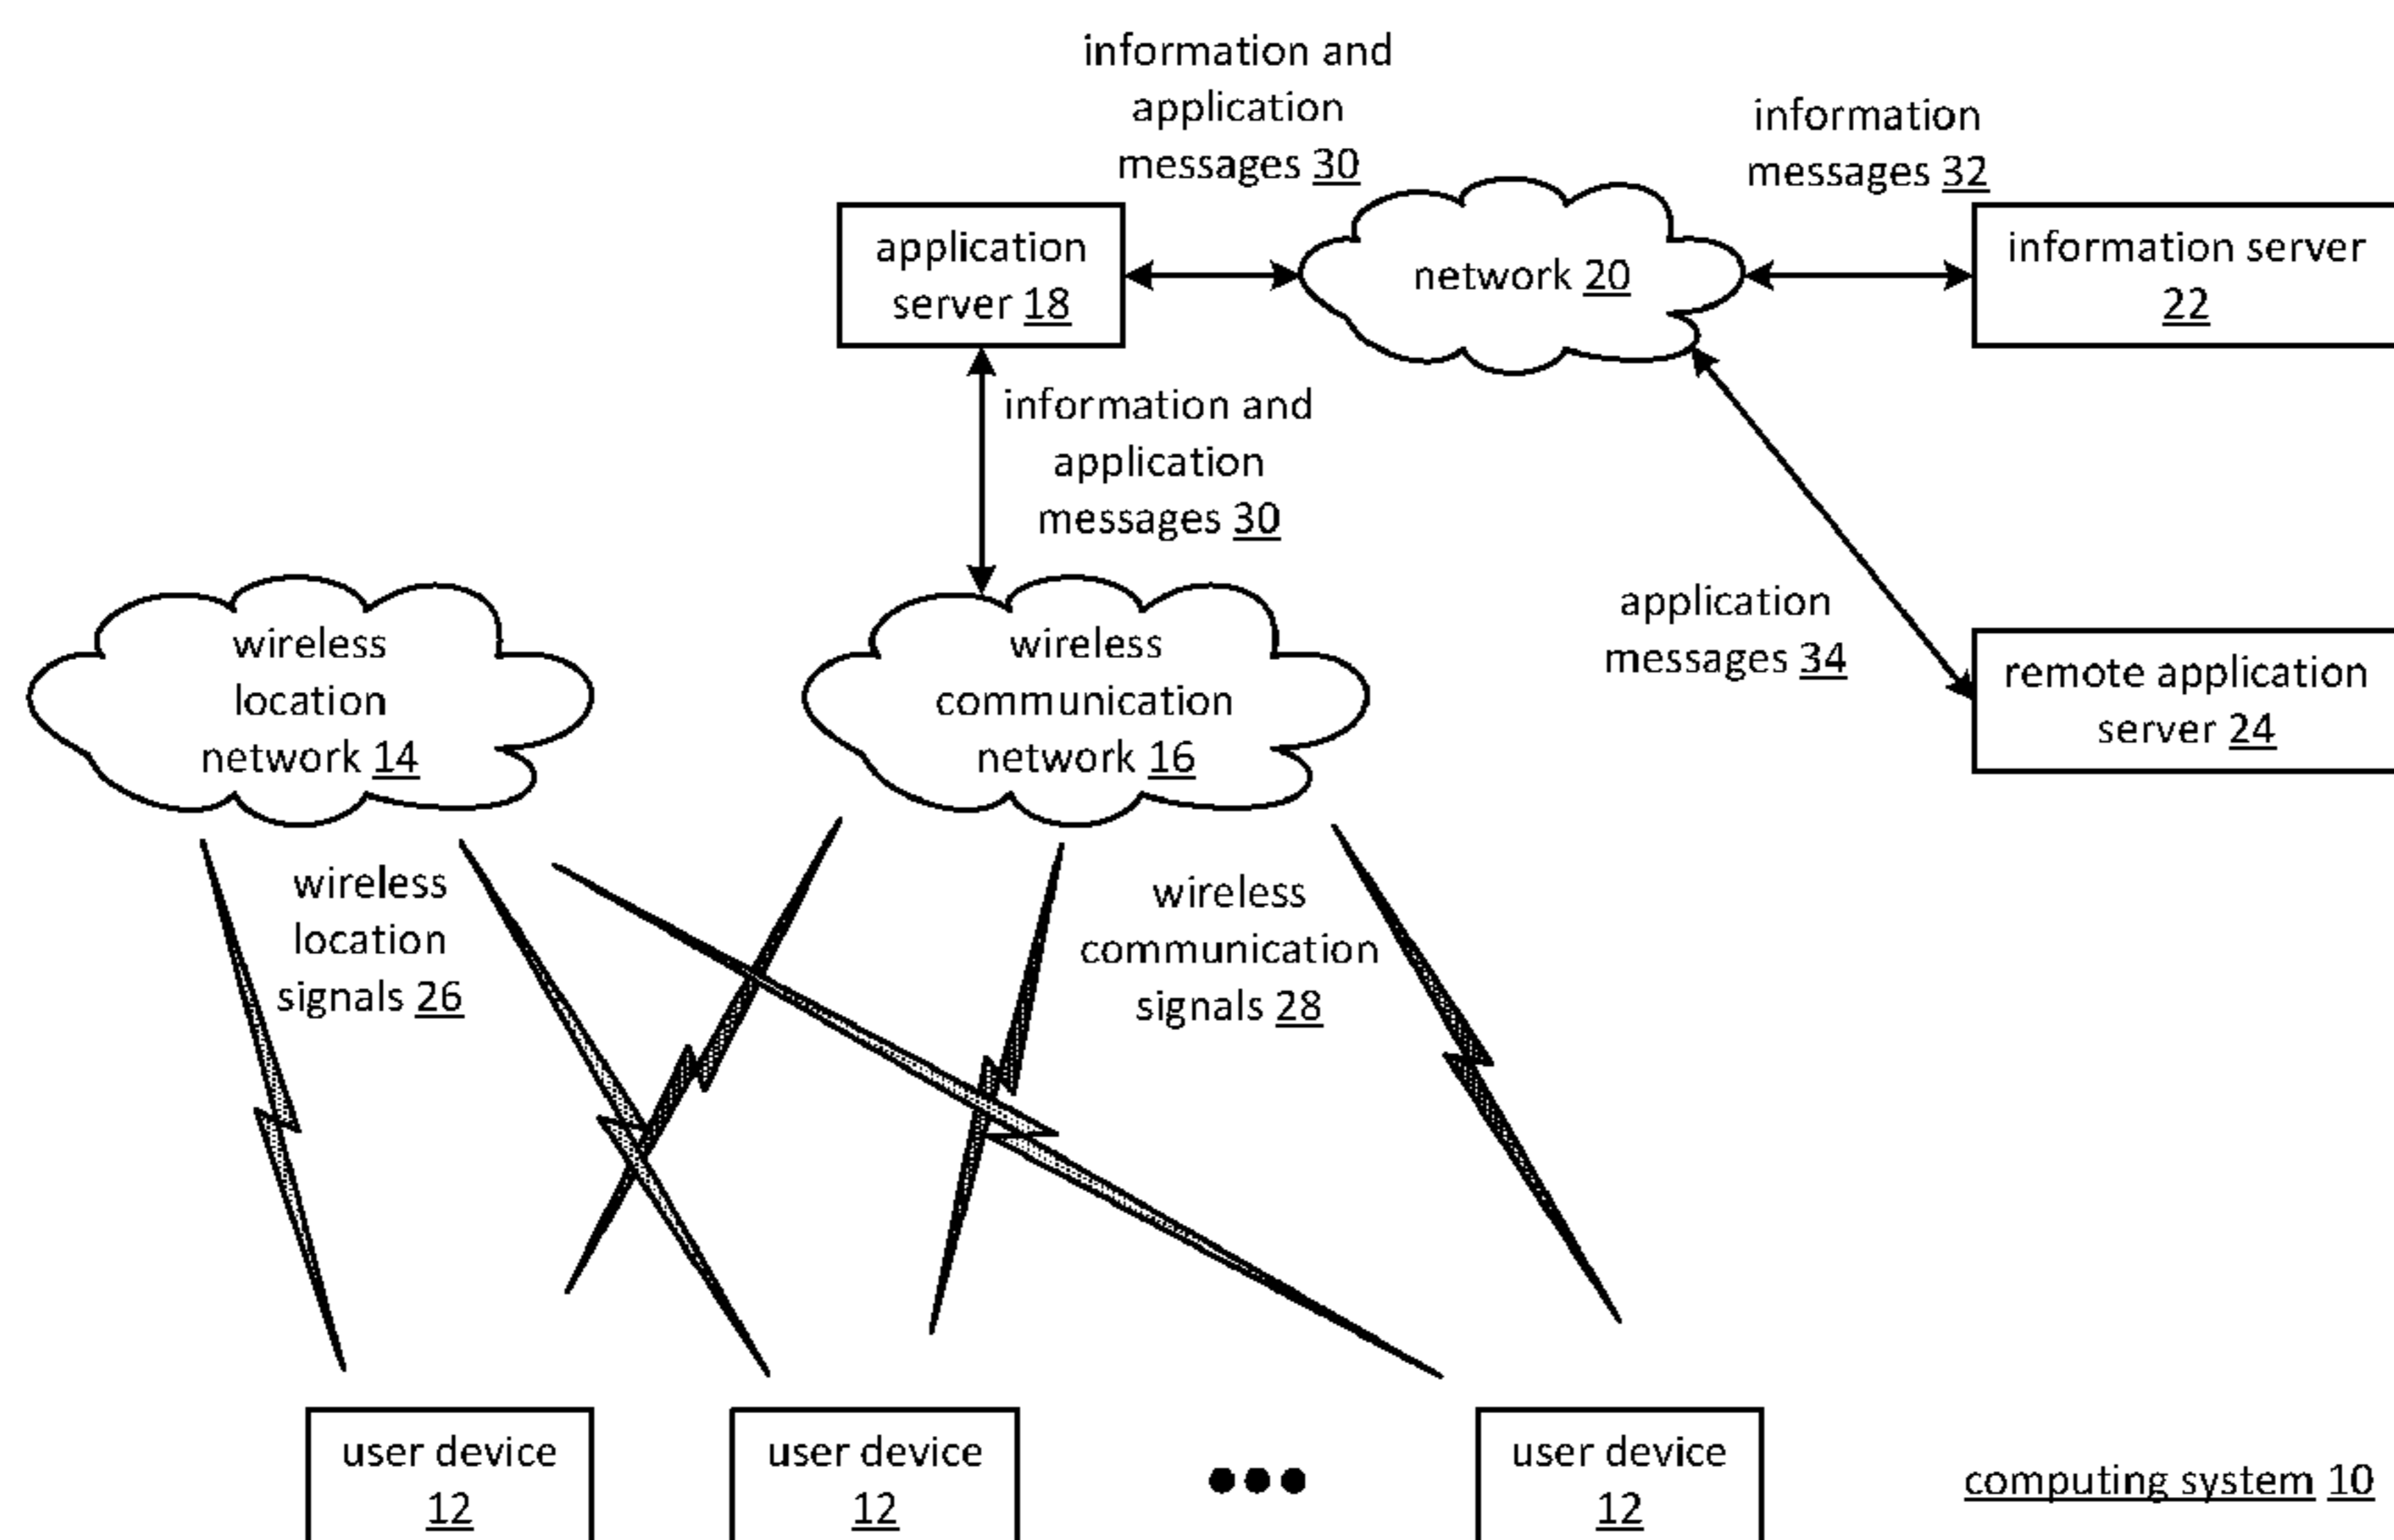 information and
application
messages 30
information
messages 32
application
server 18
network 20
information server
22
information and
application
messages 30
wireless
location
network 14
wireless
communication
network 16
application
messages 34
remote application
server 24
wireless
location
signals 26
wireless
communication
signals 28
user device
12
user device
12
user device
12
computing system 10